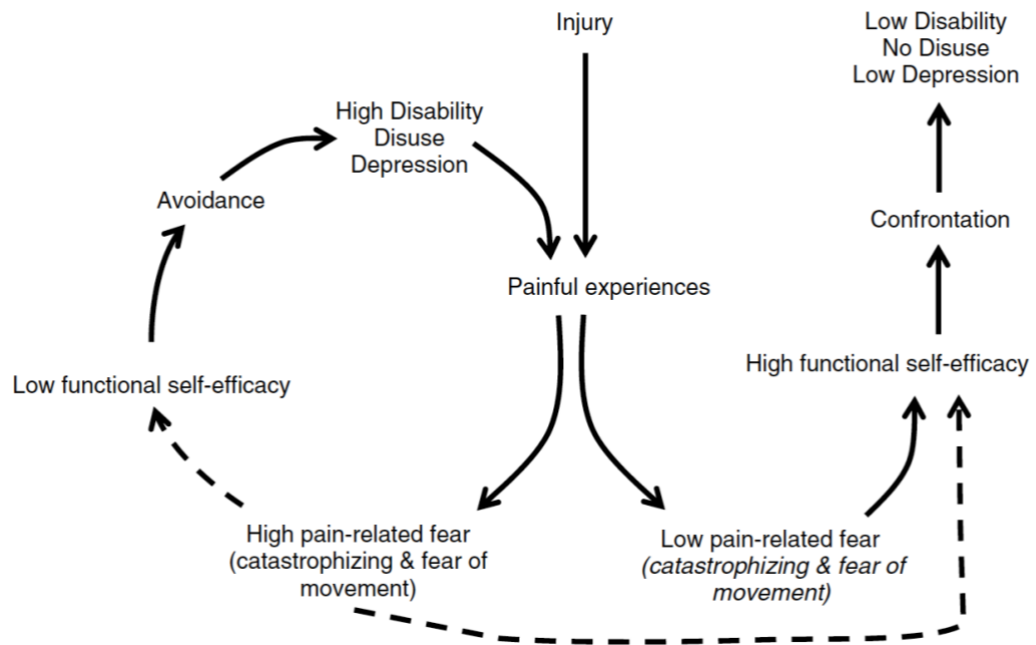 Injury
Low Disability
No Disuse
Low Depression
High Disability
Disuse
Depression
Avoidance
Confrontation
Painful experiences
Low functional self-efficacy
High functional self-efficacy
High pain-related fear
(catastrophizing & fear of
movement)
Low pain-related fear
(catastrophizing & fear of
movement)